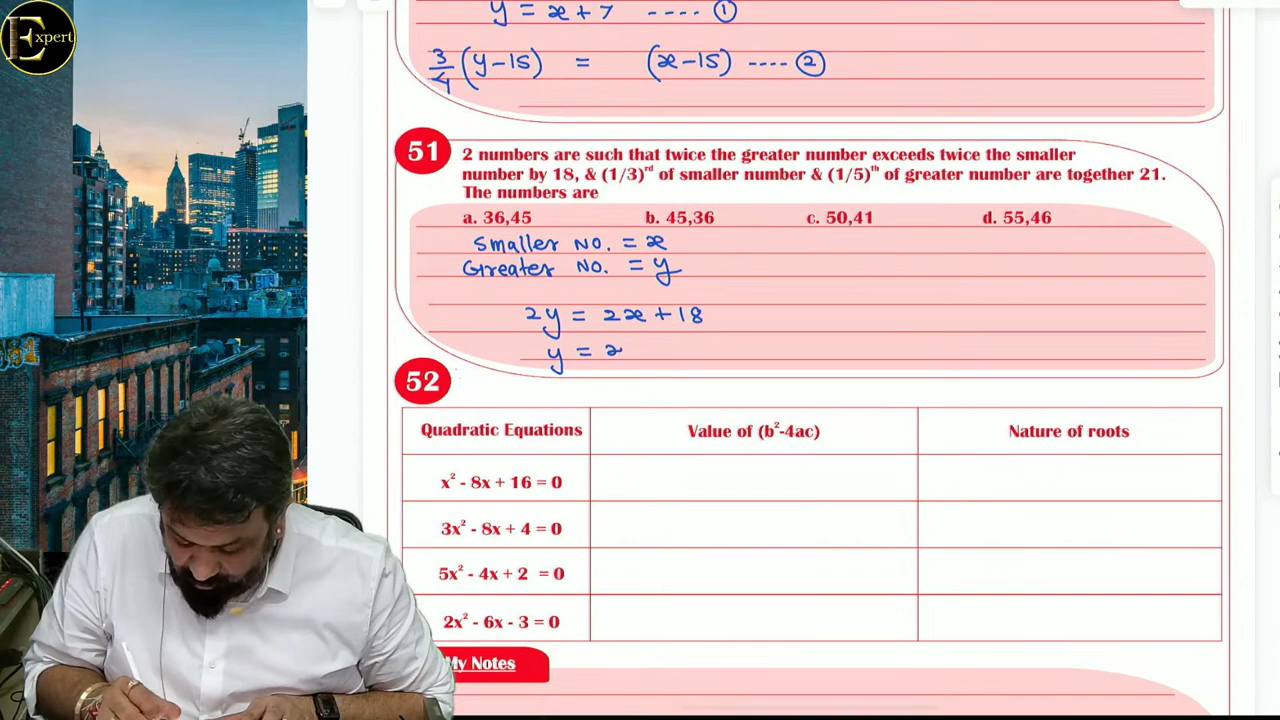 Expert
y = x + 7 ---- ①
3/4 (y-15) = (x-15) ---- ②
51
2 numbers are such that twice the greater number exceeds twice the smaller
number by 18, & (1/3)rd of smaller number & (1/5)th of greater number are together 21.
The numbers are
a. 36,45 b. 45,36 c. 50,41 d. 55,46
Smaller No. = x
Greater No. = y
2y = 2x + 18
y = x
52
Quadratic Equations Value of (b²-4ac) Nature of roots
x² - 8x + 16 = 0
3x² - 8x + 4 = 0
5x² - 4x + 2 = 0
2x² - 6x - 3 = 0
My Notes